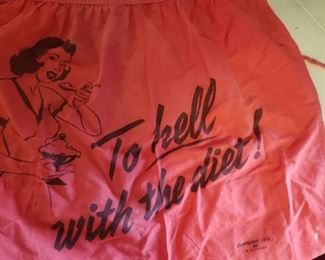 To hell
with the diet!